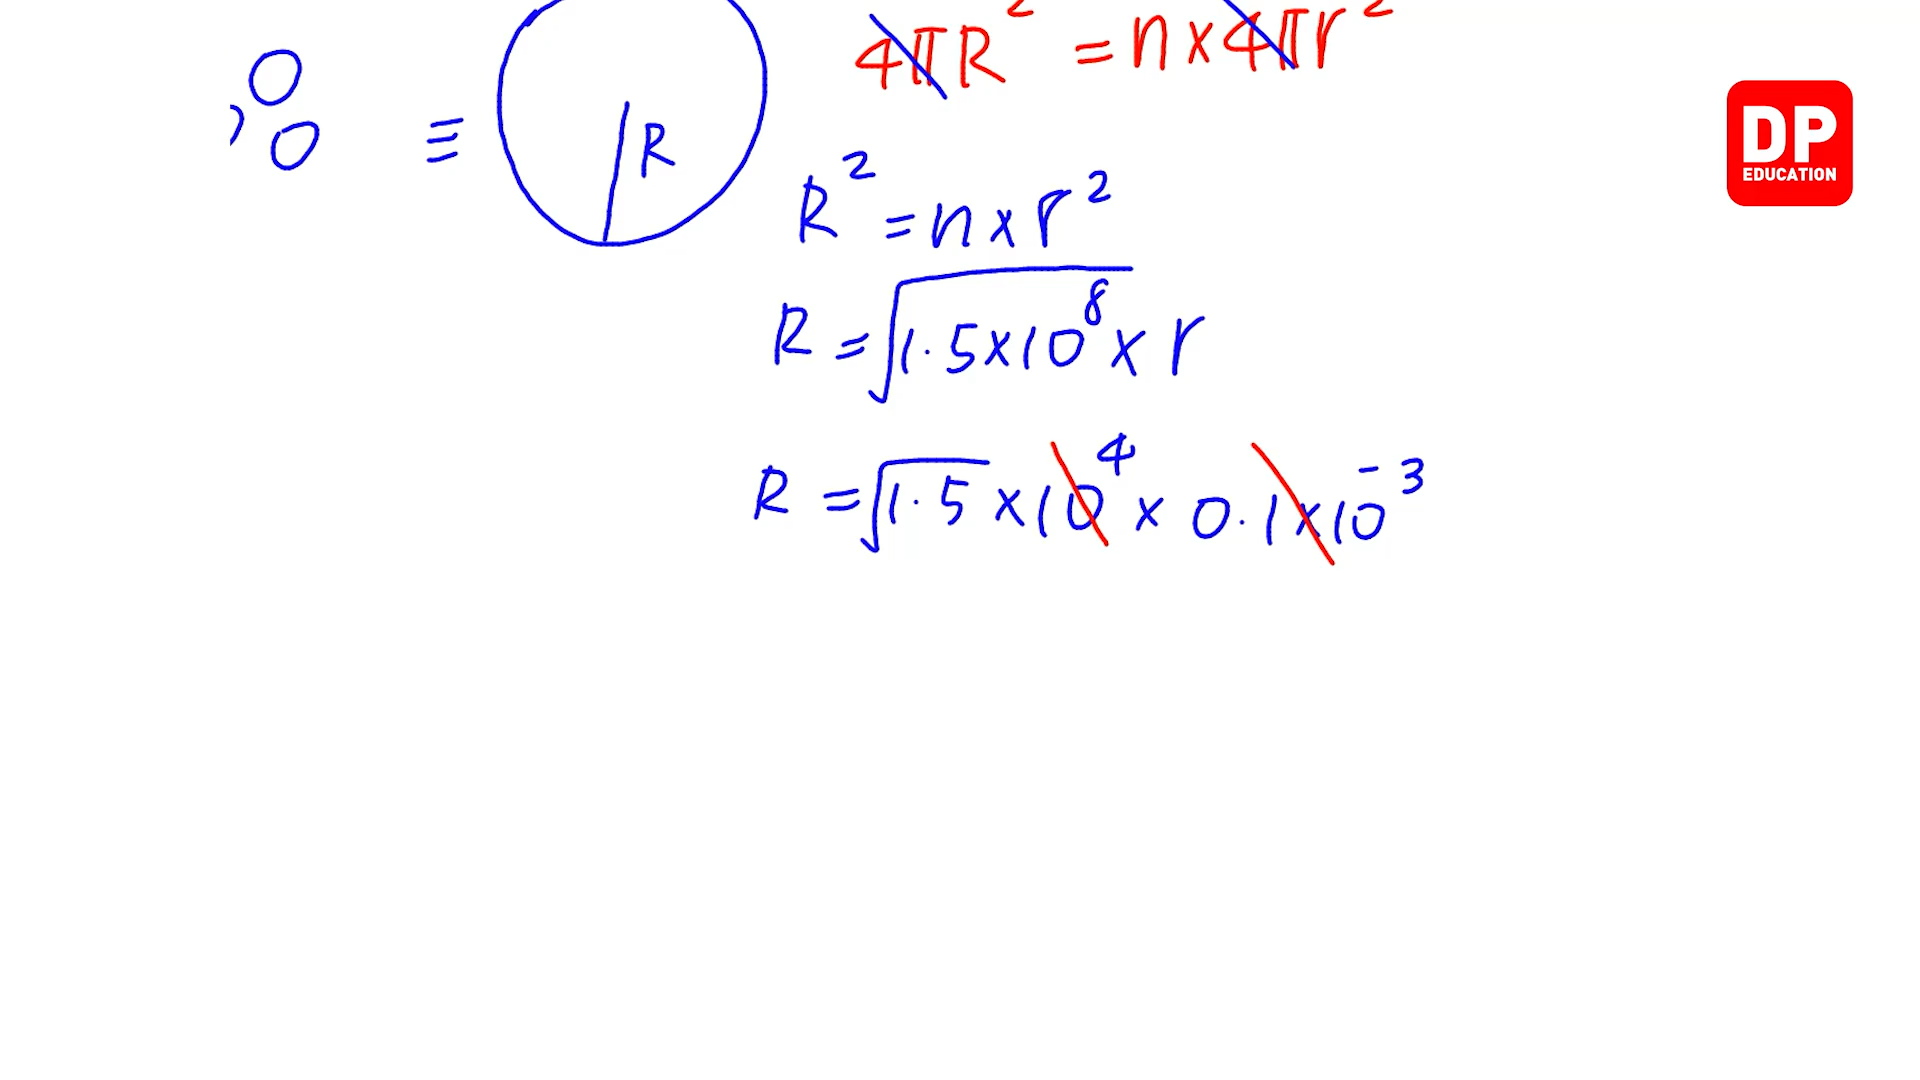 4πR² = n×4πr²
≡ R
R² = n×r²
R = √1.5×10⁸ × r
R = √1.5 ×10⁴ × 0.1×10⁻³
DP
EDUCATION